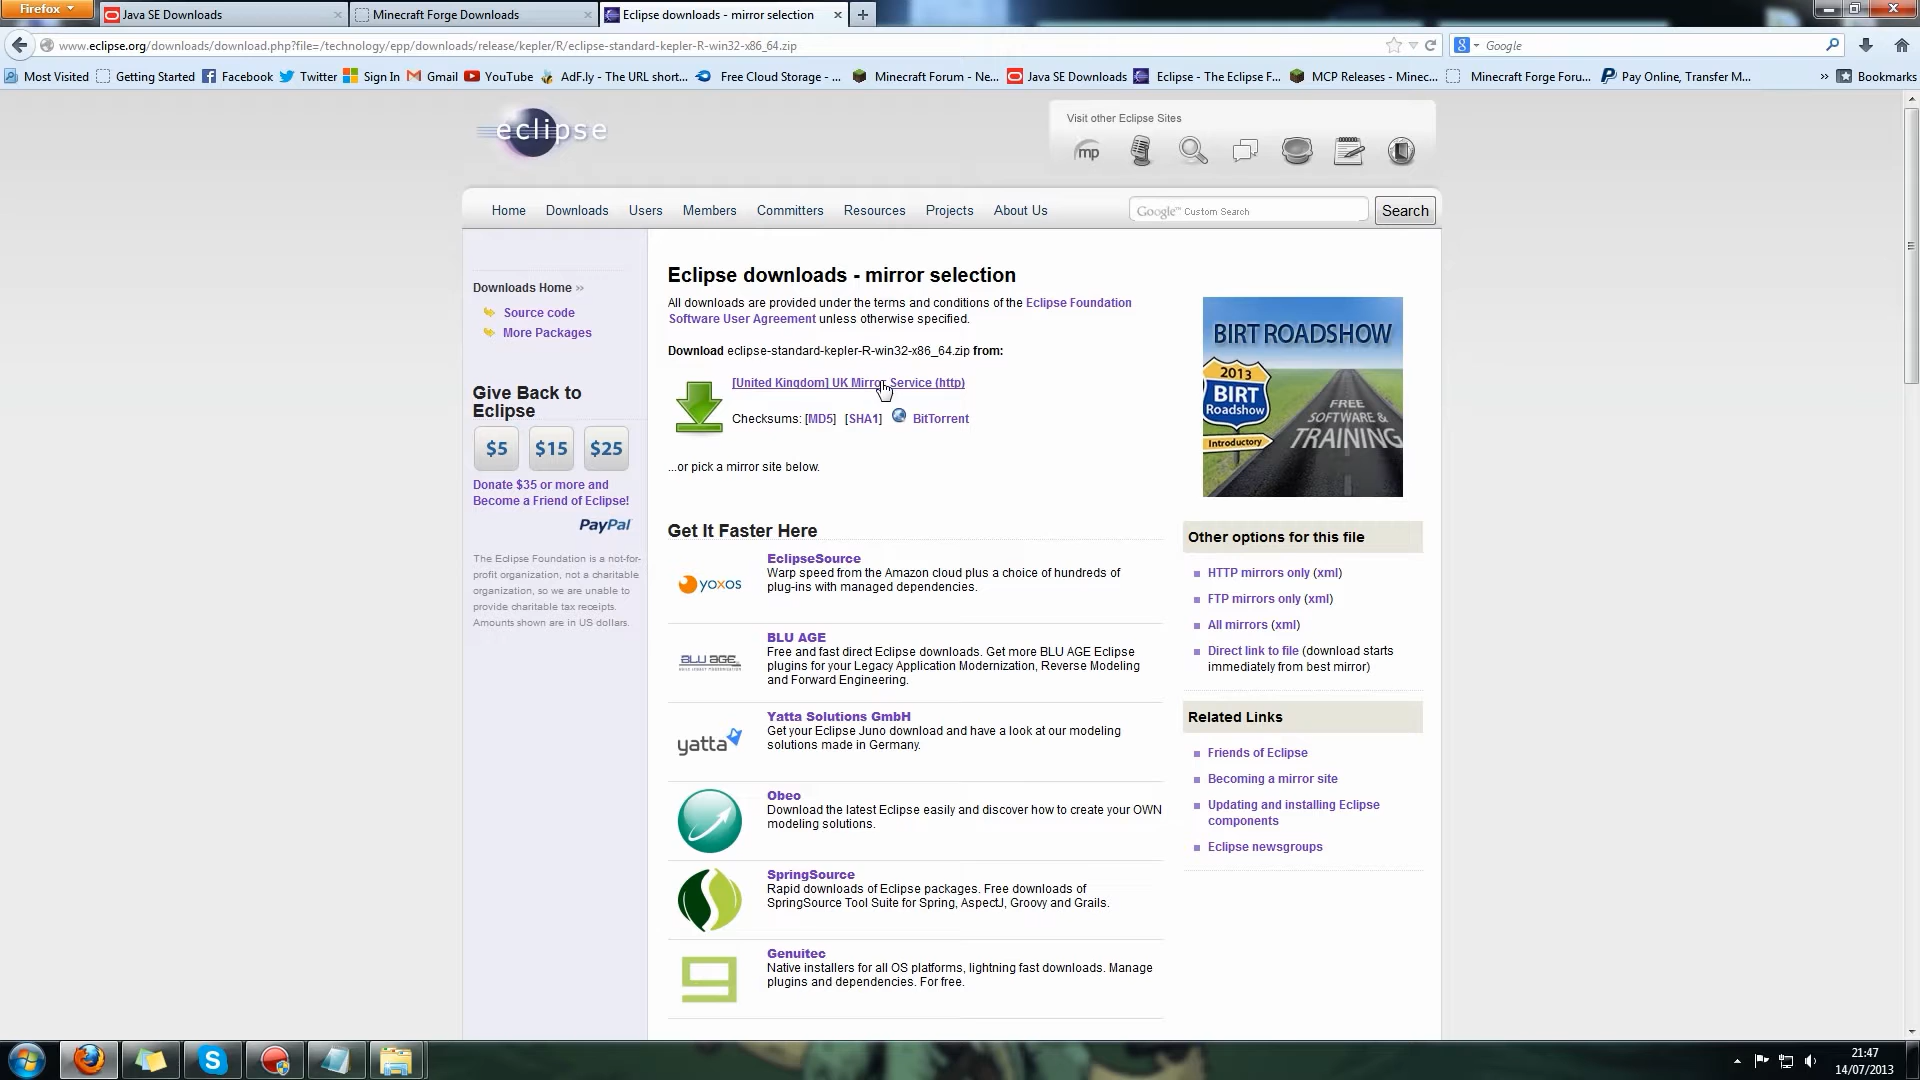 Firefox
Java SE Downloads
Minecraft Forge Downloads
Eclipse downloads - mirror selection
www.eclipse.org/downloads/download.php?file=/technology/epp/downloads/release/kepler/R/eclipse-standard-kepler-R-win32-x86_64.zip
Google
Most Visited Getting Started Facebook Twitter Sign In Gmail YouTube AdF.ly - The URL short... Free Cloud Storage - ... Minecraft Forum - Ne... Java SE Downloads Eclipse - The Eclipse F... MCP Releases - Minec... Minecraft Forge Foru... Pay Online, Transfer M... » Bookmarks
eclipse
Visit other Eclipse Sites
mp
Home Downloads Users Members Committers Resources Projects About Us
Google™ Custom Search
Search
Downloads Home »
Source code
More Packages
Give Back to
Eclipse
$5 $15 $25
Donate $35 or more and
Become a Friend of Eclipse!
PayPal
The Eclipse Foundation is a not-for-
profit organization, not a charitable
organization, so we are unable to
provide charitable tax receipts.
Amounts shown are in US dollars.
Eclipse downloads - mirror selection
All downloads are provided under the terms and conditions of the Eclipse Foundation
Software User Agreement unless otherwise specified.
Download eclipse-standard-kepler-R-win32-x86_64.zip from:
[United Kingdom] UK Mirror Service (http)
Checksums: [MD5] [SHA1] BitTorrent
...or pick a mirror site below.
Get It Faster Here
yoxos
EclipseSource
Warp speed from the Amazon cloud plus a choice of hundreds of
plug-ins with managed dependencies.
BLU AGE
BLU AGE
Free and fast direct Eclipse downloads. Get more BLU AGE Eclipse
plugins for your Legacy Application Modernization, Reverse Modeling
and Forward Engineering.
yatta
Yatta Solutions GmbH
Get your Eclipse Juno download and have a look at our modeling
solutions made in Germany.
Obeo
Download the latest Eclipse easily and discover how to create your OWN
modeling solutions.
SpringSource
Rapid downloads of Eclipse packages. Free downloads of
SpringSource Tool Suite for Spring, AspectJ, Groovy and Grails.
Genuitec
Native installers for all OS platforms, lightning fast downloads. Manage
plugins and dependencies. For free.
BIRT ROADSHOW
2013
BIRT
Roadshow
Introductory
FREE
SOFTWARE &
TRAINING
Other options for this file
HTTP mirrors only (xml)
FTP mirrors only (xml)
All mirrors (xml)
Direct link to file (download starts
immediately from best mirror)
Related Links
Friends of Eclipse
Becoming a mirror site
Updating and installing Eclipse
components
Eclipse newsgroups
21:47
14/07/2013